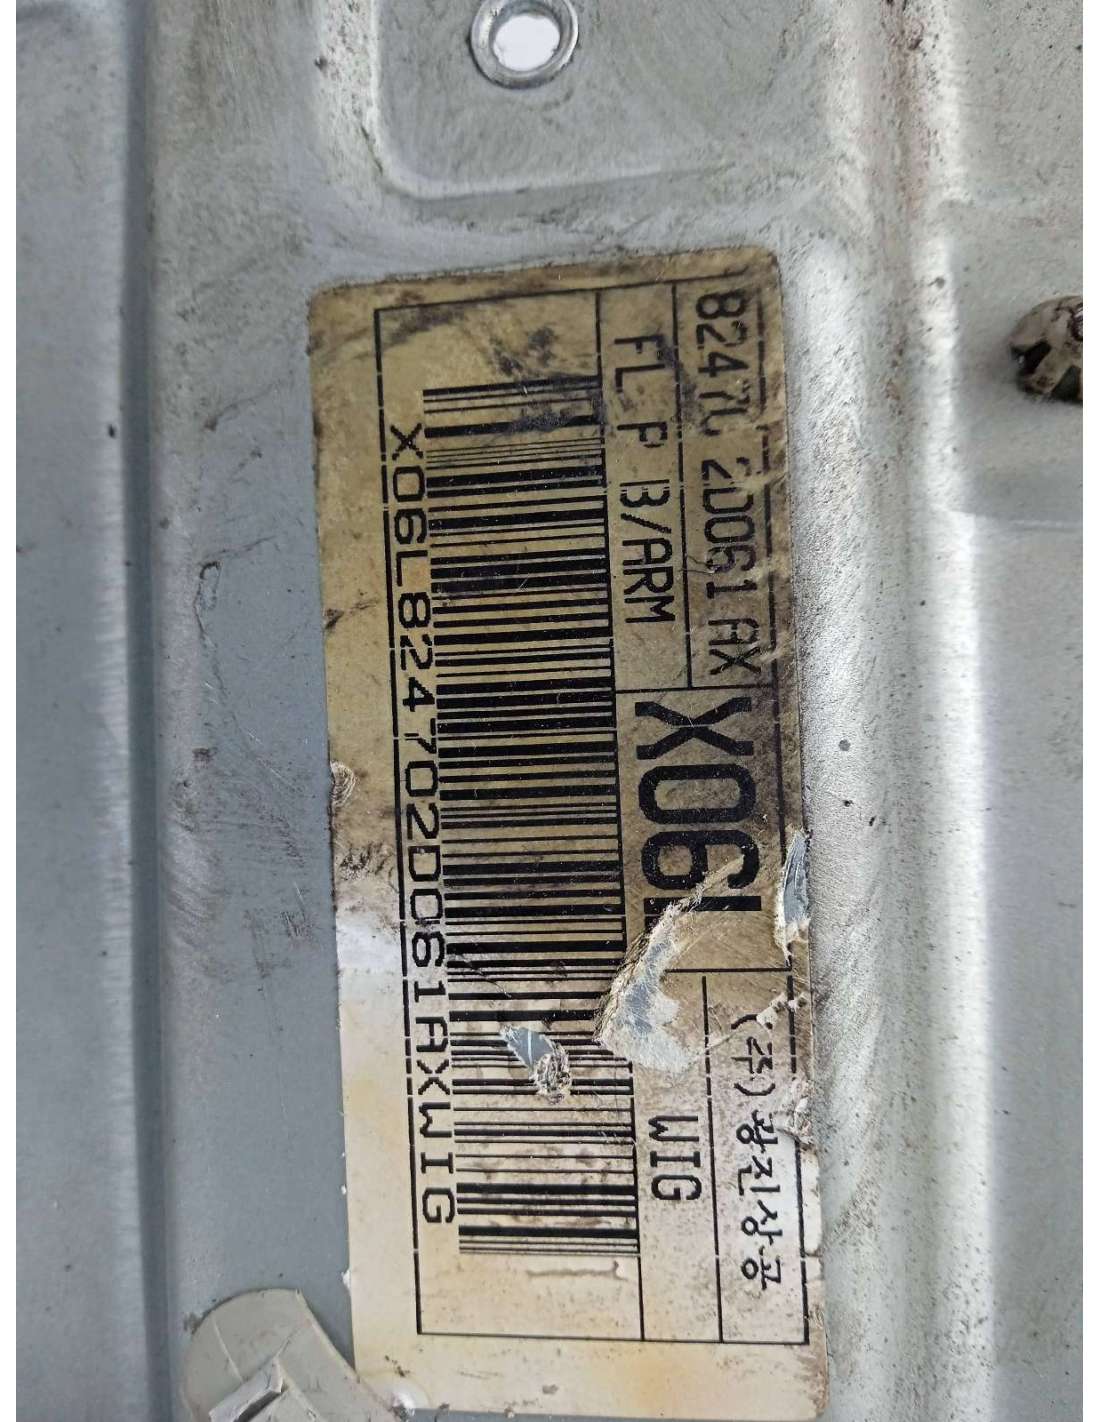 82470 2D061 AX
FL P B/ARM
X06L
(주)광진상공
WIG
X06L824702D061AXWIG